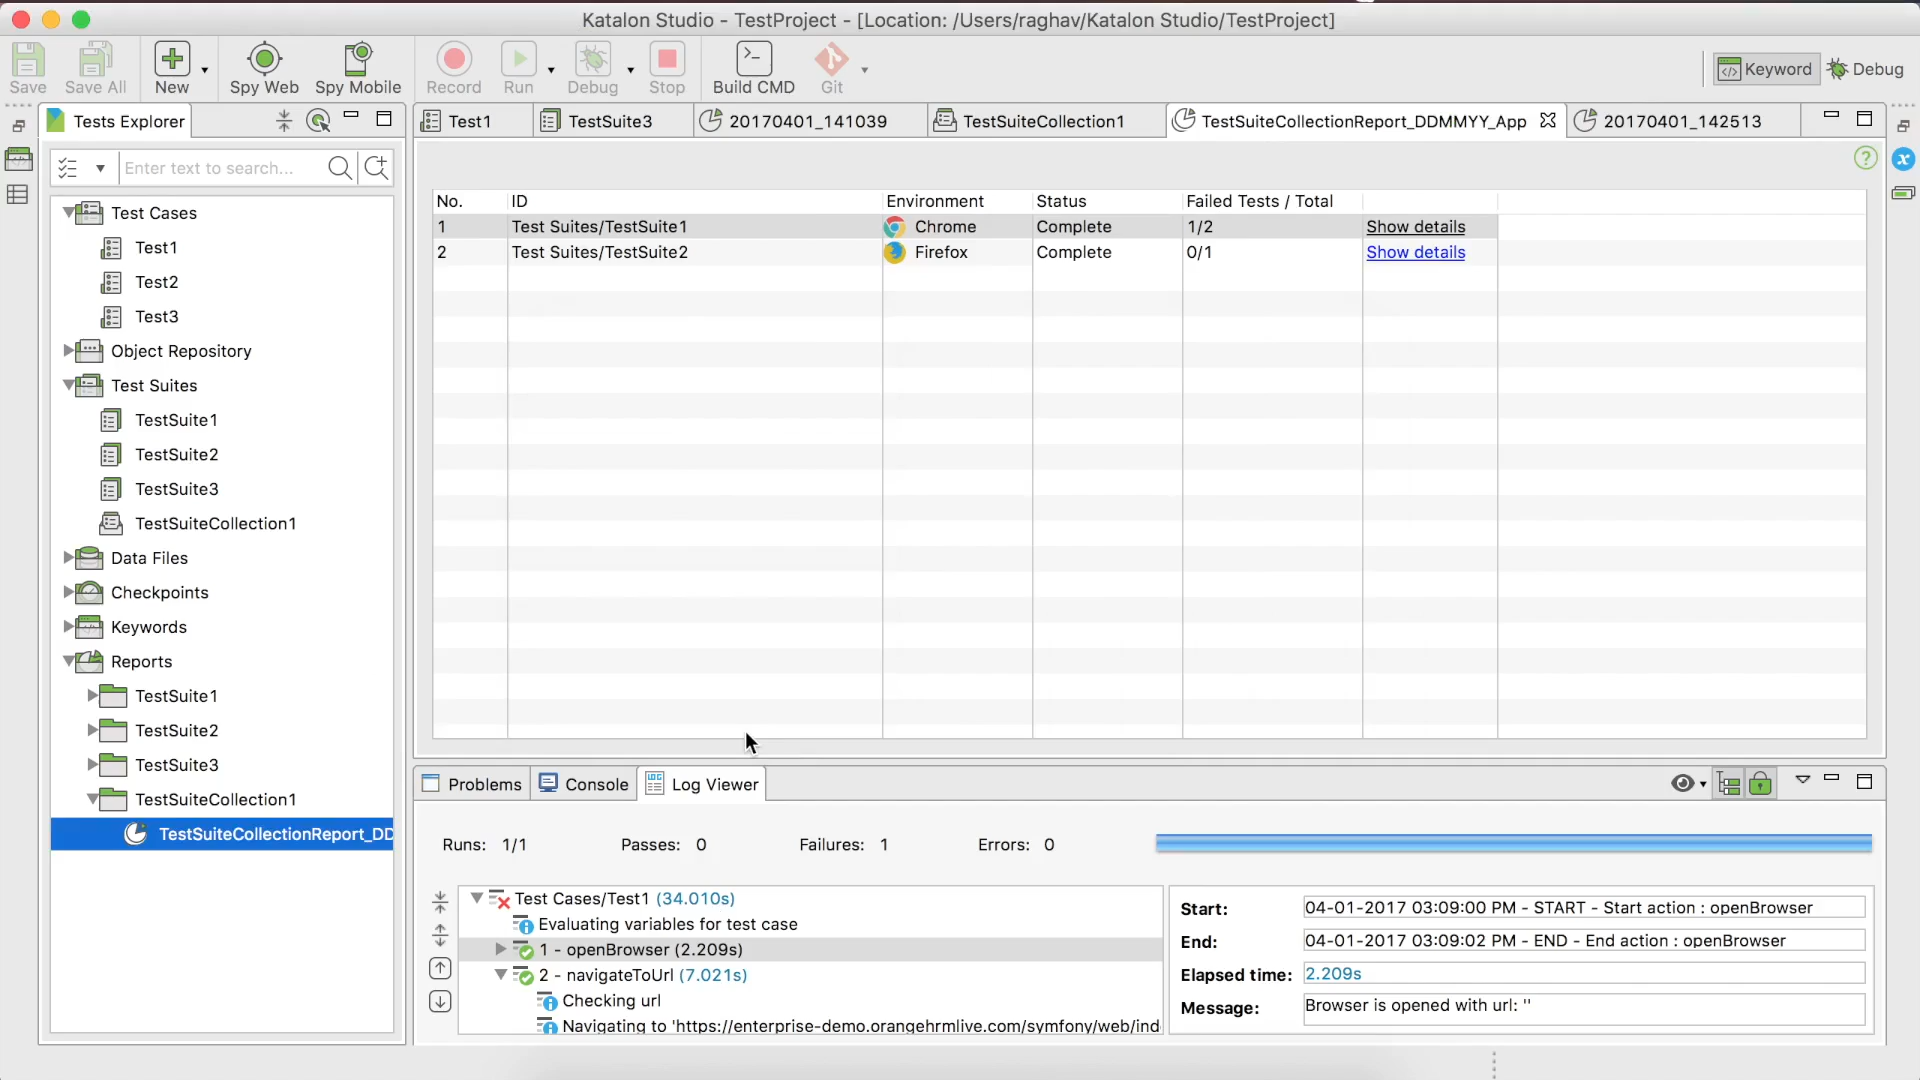 Katalon Studio - TestProject - [Location: /Users/raghav/Katalon Studio/TestProject]
Save
Save All
New
Spy Web
Spy Mobile
Record
Run
Debug
Stop
Build CMD
Git
Keyword
Debug
Tests Explorer
Test1
TestSuite3
20170401_141039
TestSuiteCollection1
TestSuiteCollectionReport_DDMMYY_App
20170401_142513
Enter text to search...
Test Cases
Test1
Test2
Test3
Object Repository
Test Suites
TestSuite1
TestSuite2
TestSuite3
TestSuiteCollection1
Data Files
Checkpoints
Keywords
Reports
TestSuite1
TestSuite2
TestSuite3
TestSuiteCollection1
TestSuiteCollectionReport_DD
No. ID Environment Status Failed Tests / Total
1 Test Suites/TestSuite1 Chrome Complete 1/2 Show details
2 Test Suites/TestSuite2 Firefox Complete 0/1 Show details
Problems
Console
Log Viewer
Runs: 1/1 Passes: 0 Failures: 1 Errors: 0
Test Cases/Test1 (34.010s)
Evaluating variables for test case
1 - openBrowser (2.209s)
2 - navigateToUrl (7.021s)
Checking url
Navigating to 'https://enterprise-demo.orangehrmlive.com/symfony/web/ind
Start: 04-01-2017 03:09:00 PM - START - Start action : openBrowser
End: 04-01-2017 03:09:02 PM - END - End action : openBrowser
Elapsed time: 2.209s
Message: Browser is opened with url: ''